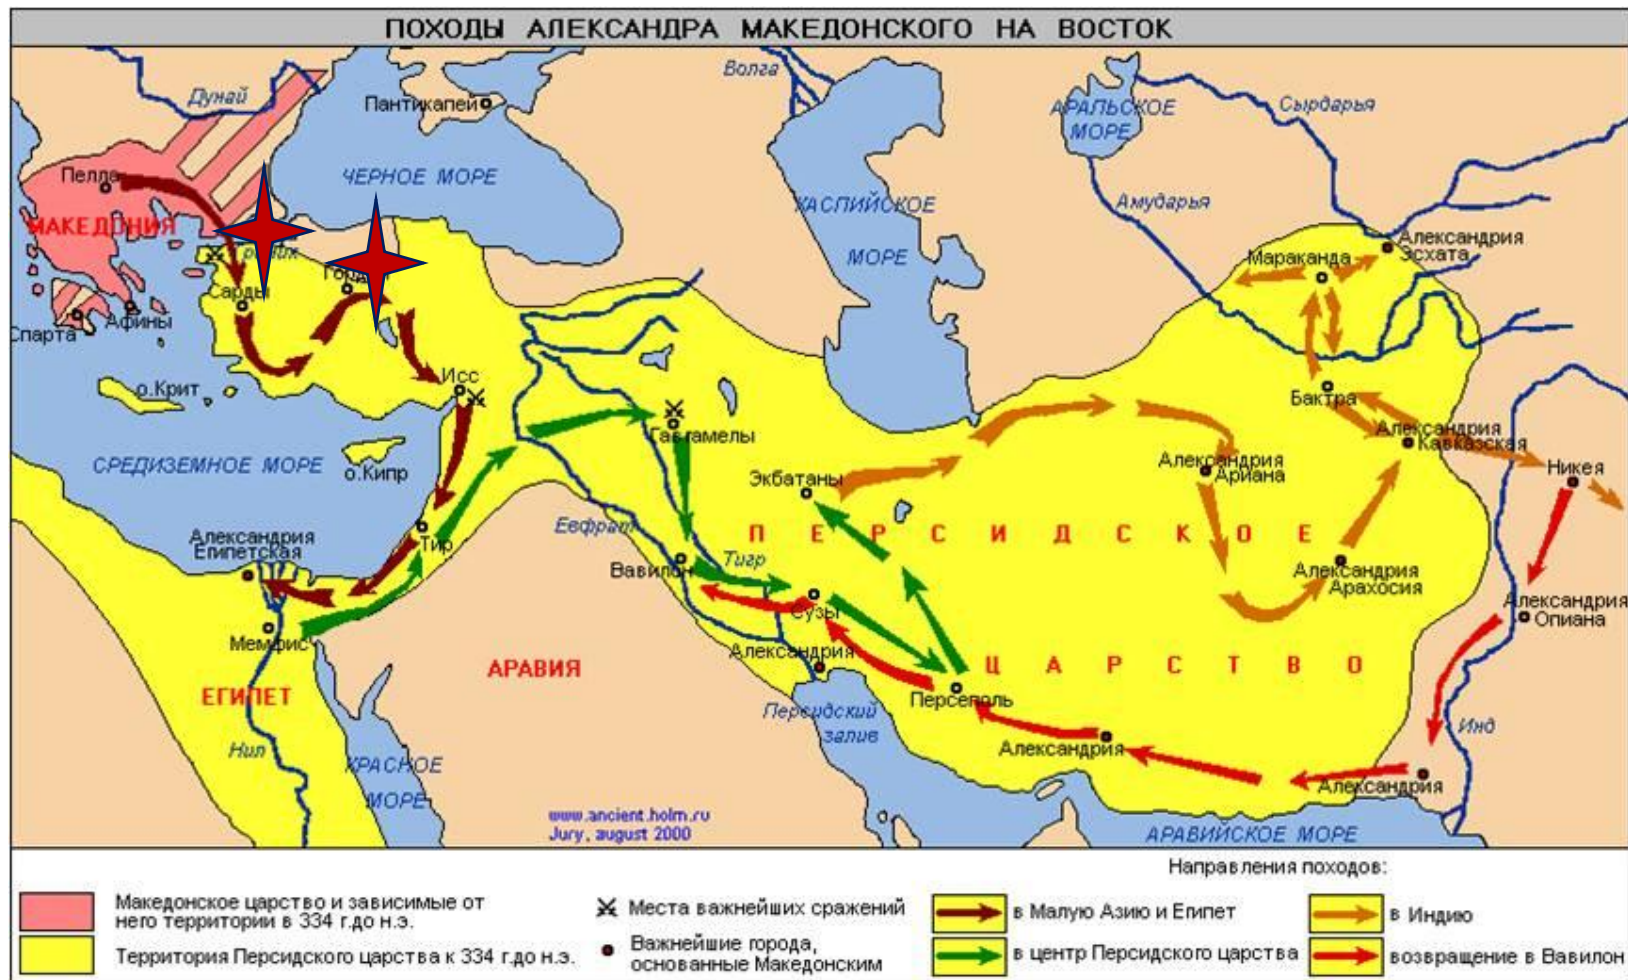 ПОХОДЫ АЛЕКСАНДРА МАКЕДОНСКОГО НА ВОСТОК
Дунай
Пантикапей
Волга
АРАЛЬСКОЕ
МОРЕ
Сырдарья
Пелла
ЧЕРНОЕ МОРЕ
КАСПИЙСКОЕ
МОРЕ
Амударья
МАКЕДОНИЯ
Александрия
Эсхата
Мараканда
Сарды
Спарта
Афины
о.Крит
Исс
Бактра
Гавгамелы
Александрия
Кавказская
СРЕДИЗЕМНОЕ МОРЕ
о.Кипр
Экбатаны
Александрия
Ариана
Никея
Александрия
Египетская
Тир
Евфрат
ПЕРСИДСКОЕ
Вавилон
Тигр
Александрия
Арахосия
Сузы
Александрия
Опиана
Мемфис
Александрия
ЦАРСТВО
АРАВИЯ
ЕГИПЕТ
Персеполь
Персидский
залив
Инд
Нил
Александрия
КРАСНОЕ
МОРЕ
Александрия
www.ancient.holm.ru
Jury, august 2000
АРАВИЙСКОЕ МОРЕ
Направления походов:
Македонское царство и зависимые от
него территории в 334 г.до н.э.
Территория Персидского царства к 334 г.до н.э.
Места важнейших сражений
Важнейшие города,
основанные Македонским
в Малую Азию и Египет
в центр Персидского царства
в Индию
возвращение в Вавилон